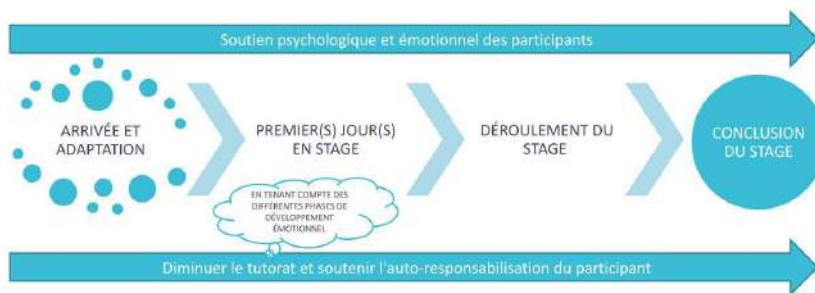 Soutien psychologique et émotionnel des participants
ARRIVÉE ET
ADAPTATION
PREMIER(S) JOUR(S)
EN STAGE
DÉROULEMENT DU
STAGE
CONCLUSION
DU STAGE
EN TENANT COMPTE DES
DIFFÉRENTES PHASES DE
DÉVELOPPEMENT
ÉMOTIONNEL
Diminuer le tutorat et soutenir l'auto-responsabilisation du participant